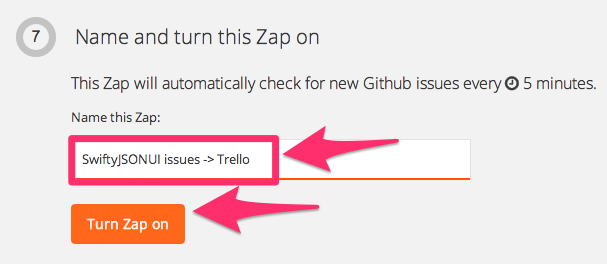 7 Name and turn this Zap on
This Zap will automatically check for new Github issues every 5 minutes.
Name this Zap:
SwiftyJSONUI issues -> Trello
Turn Zap on